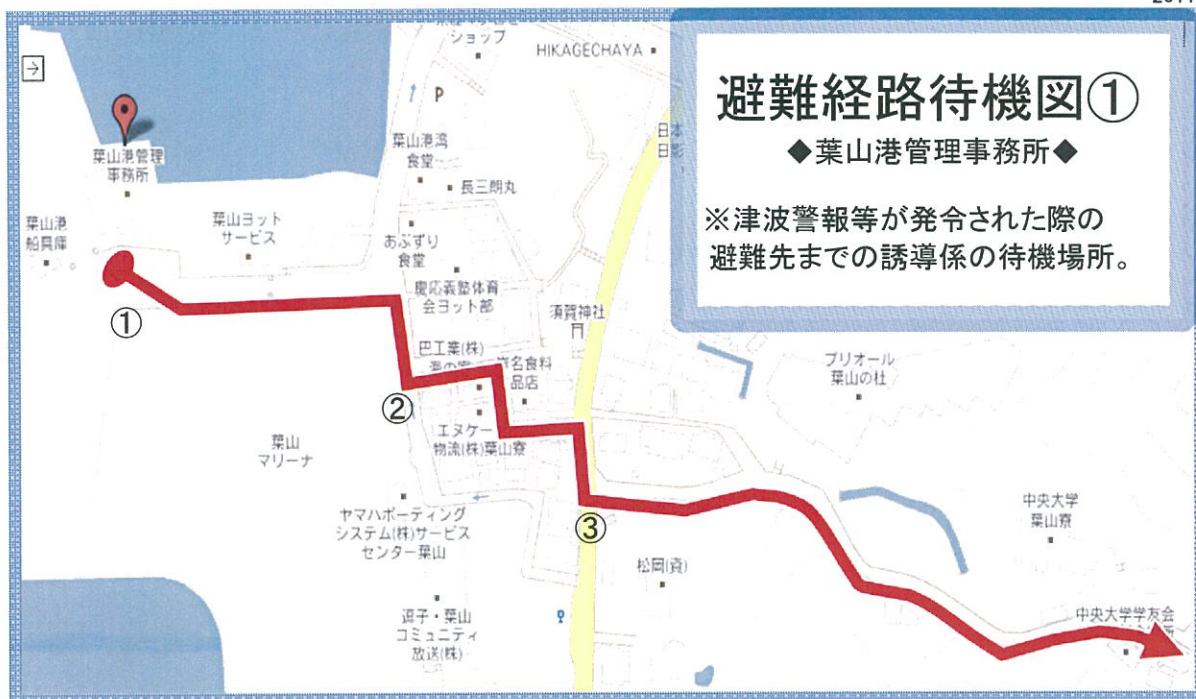 ショップ
HIKAGECHAYA
避難経路待機図①
◆葉山港管理事務所◆
※津波警報等が発令された際の
避難先までの誘導係の待機場所。
P
日本
日影
葉山港管理
事務所
葉山港湾
食堂
長三朗丸
葉山港
船具庫
葉山ヨット
サービス
あぶずり
食堂
慶応義塾体育
会ヨット部
須賀神社
①
巴工業(株)
食料
品店
プリオール
葉山の杜
②
エヌケー
物流(株)葉山寮
葉山
マリーナ
ヤマハボーティング
システム(株)サービス
センター葉山
③
中央大学
葉山寮
松岡(資)
逗子・葉山
コミュニティ
放送(株)
中央大学学友会